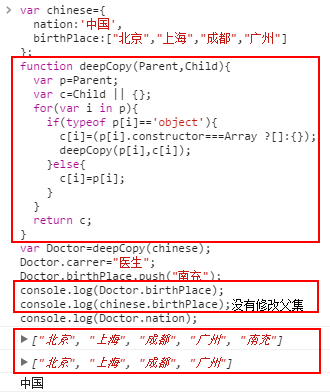 > var chinese={
nation:'中国',
birthPlace:["北京","上海","成都","广州"]
};
function deepCopy(Parent,Child){
var p=Parent;
var c=Child || {};
for(var i in p){
if(typeof p[i]=='object'){
c[i]=(p[i].constructor===Array ?[]:{});
deepCopy(p[i],c[i]);
}else{
c[i]=p[i];
}
}
return c;
}
var Doctor=deepCopy(chinese);
Doctor.carrer="医生";
Doctor.birthPlace.push("南充");
console.log(Doctor.birthPlace);
console.log(chinese.birthPlace);没有修改父集
console.log(Doctor.nation);
▶ ["北京", "上海", "成都", "广州", "南充"]
▶ ["北京", "上海", "成都", "广州"]
中国